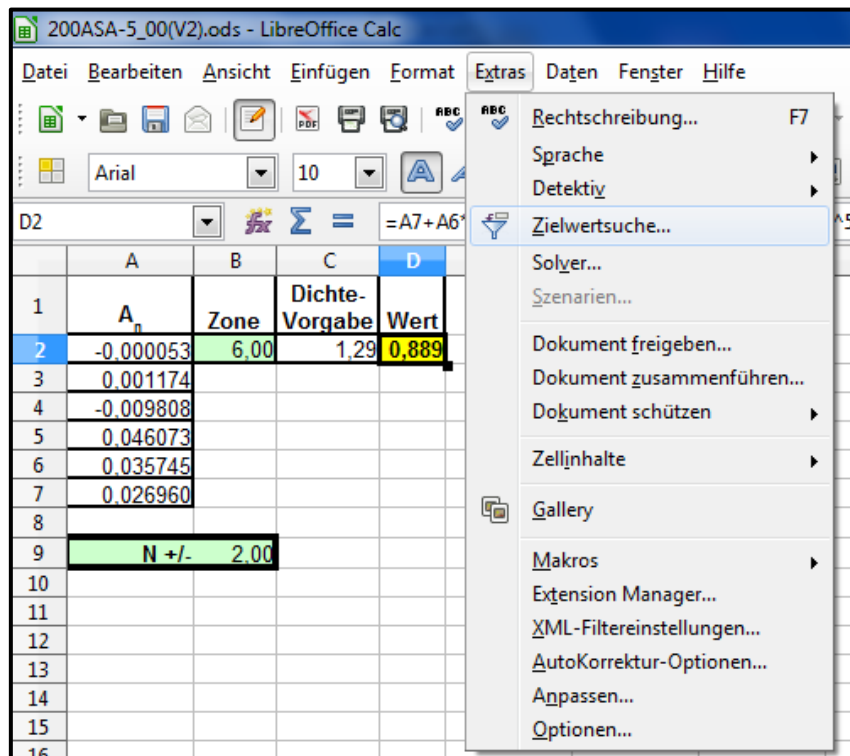 200ASA-5_00(V2).ods - LibreOffice Calc
Datei Bearbeiten Ansicht Einfügen Format Extras Daten Fenster Hilfe
PDF ABC ABC
Arial 10
D2 =A7+A6*
A B C D
1 An Zone Dichte-Vorgabe Wert
2 -0,000053 6,00 1,29 0,889
3 0,001174
4 -0,009808
5 0,046073
6 0,035745
7 0,026960
8
9 N +/- 2,00
10
11
12
13
14
15
16
Rechtschreibung... F7
Sprache
Detektiv
Zielwertsuche...
Solver...
Szenarien...
Dokument freigeben...
Dokument zusammenführen...
Dokument schützen
Zellinhalte
Gallery
Makros
Extension Manager...
XML-Filtereinstellungen...
AutoKorrektur-Optionen...
Anpassen...
Optionen...